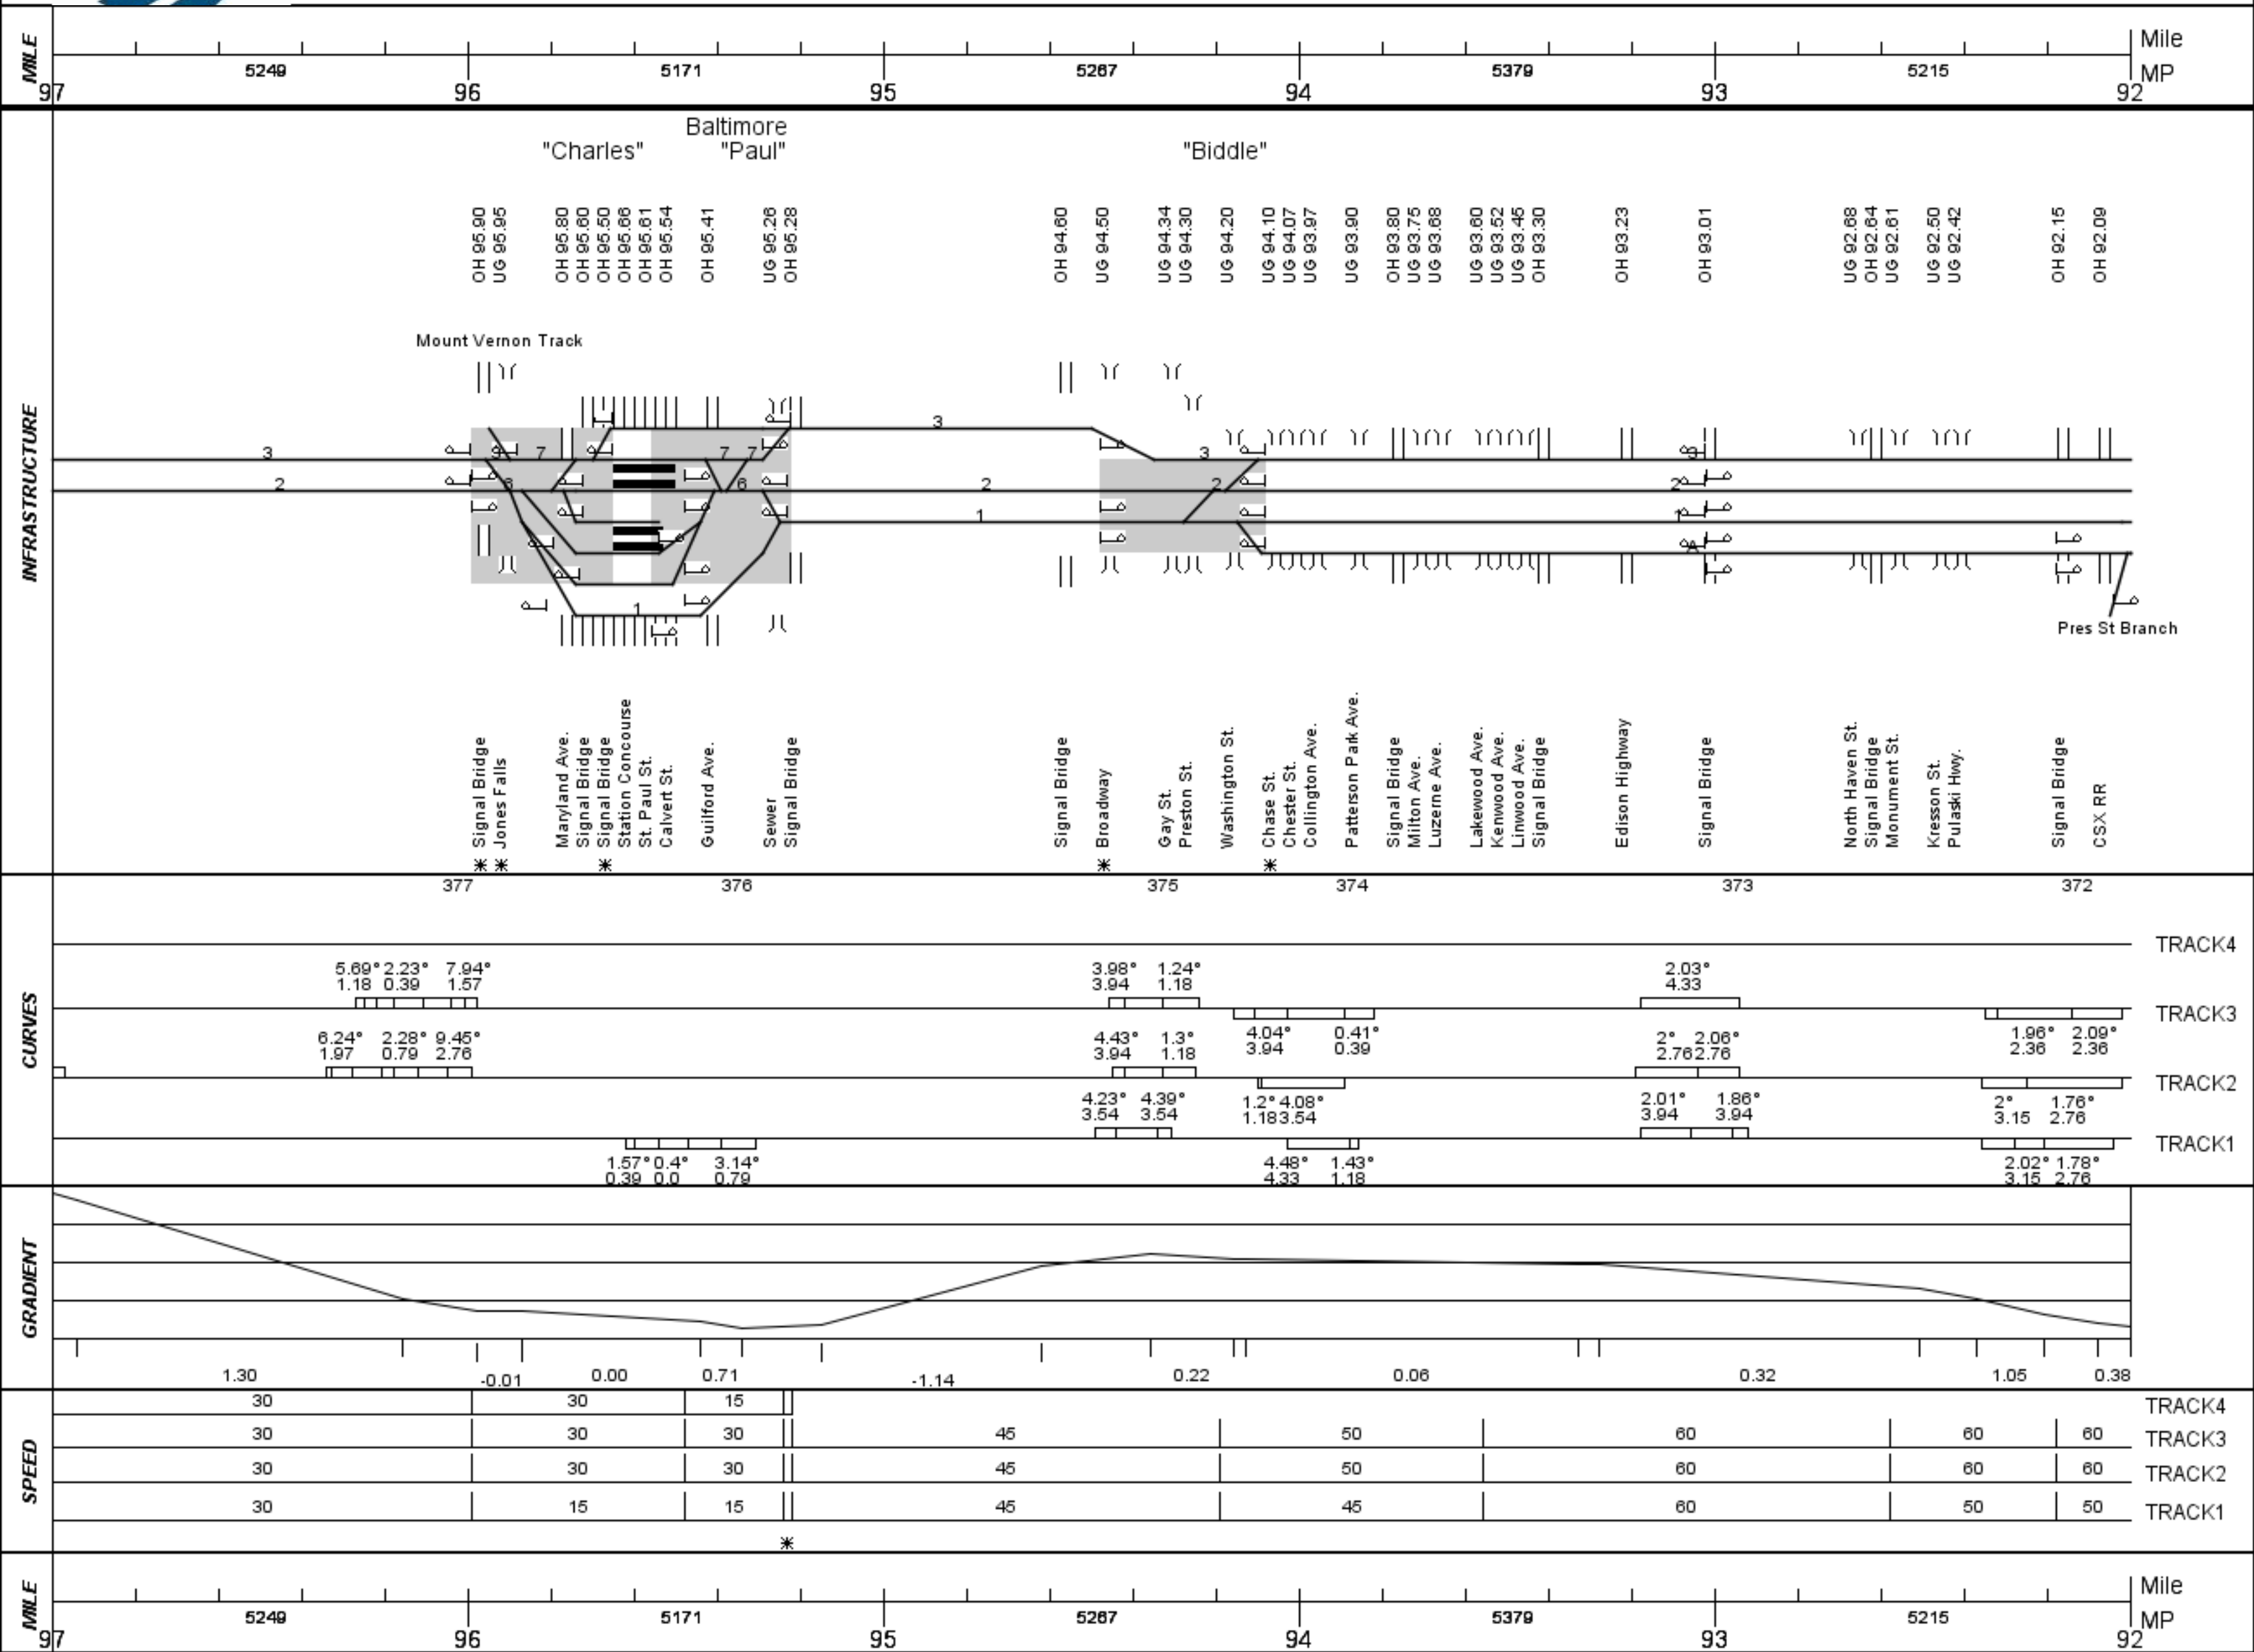 MILE
Mile
5249 5171 5267 5379 5215
MP
97 96 95 94 93 92
INFRASTRUCTURE
Baltimore
"Charles" "Paul" "Biddle"
OH 95.90
UG 95.95
OH 95.80
OH 95.60
OH 95.50
OH 95.66
OH 95.61
OH 95.54
OH 95.41
UG 95.26
OH 95.28
OH 94.60
UG 94.50
UG 94.34
UG 94.30
UG 94.20
UG 94.10
UG 94.07
UG 93.97
UG 93.90
OH 93.80
UG 93.75
UG 93.68
UG 93.60
UG 93.52
UG 93.45
OH 93.30
OH 93.23
OH 93.01
UG 92.68
OH 92.64
UG 92.61
UG 92.50
UG 92.42
OH 92.15
OH 92.09
Mount Vernon Track
3
3 7 7 7 3
2 6 2 2 2
1 1
1
Pres St Branch
Signal Bridge
Jones Falls
Maryland Ave.
Signal Bridge
Signal Bridge
Station Concourse
St. Paul St.
Calvert St.
Guilford Ave.
Sewer
Signal Bridge
Signal Bridge
Broadway
Gay St.
Preston St.
Washington St.
Chase St.
Chester St.
Collington Ave.
Patterson Park Ave.
Signal Bridge
Milton Ave.
Luzerne Ave.
Lakewood Ave.
Kenwood Ave.
Linwood Ave.
Signal Bridge
Edison Highway
Signal Bridge
North Haven St.
Signal Bridge
Monument St.
Kresson St.
Pulaski Hwy.
Signal Bridge
CSX RR
* * * * *
CURVES
377 376 375 374 373 372
TRACK4
5.69° 2.23° 7.94° 3.98° 1.24° 2.03°
1.18 0.39 1.57 3.94 1.18 4.33
TRACK3
4.04° 0.41° 1.96° 2.09°
3.94 0.39 2.36 2.36
6.24° 2.28° 9.45° 4.43° 1.3° 2° 2.06°
1.97 0.79 2.76 3.94 1.18 2.76 2.76
TRACK2
1.2° 4.08° 2° 1.76°
1.18 3.54 3.15 2.76
4.23° 4.39° 2.01° 1.86°
3.54 3.54 3.94 3.94
TRACK1
1.57° 0.4° 3.14° 4.48° 1.43° 2.02° 1.78°
0.39 0.0 0.79 4.33 1.18 3.15 2.76
GRADIENT
1.30 -0.01 0.00 0.71 -1.14 0.22 0.06 0.32 1.05 0.38
SPEED
30 30 15 TRACK4
30 30 30 45 50 60 60 60 TRACK3
30 30 30 45 50 60 60 60 TRACK2
30 15 15 45 45 60 50 50 TRACK1
*
MILE
Mile
5249 5171 5267 5379 5215
MP
97 96 95 94 93 92